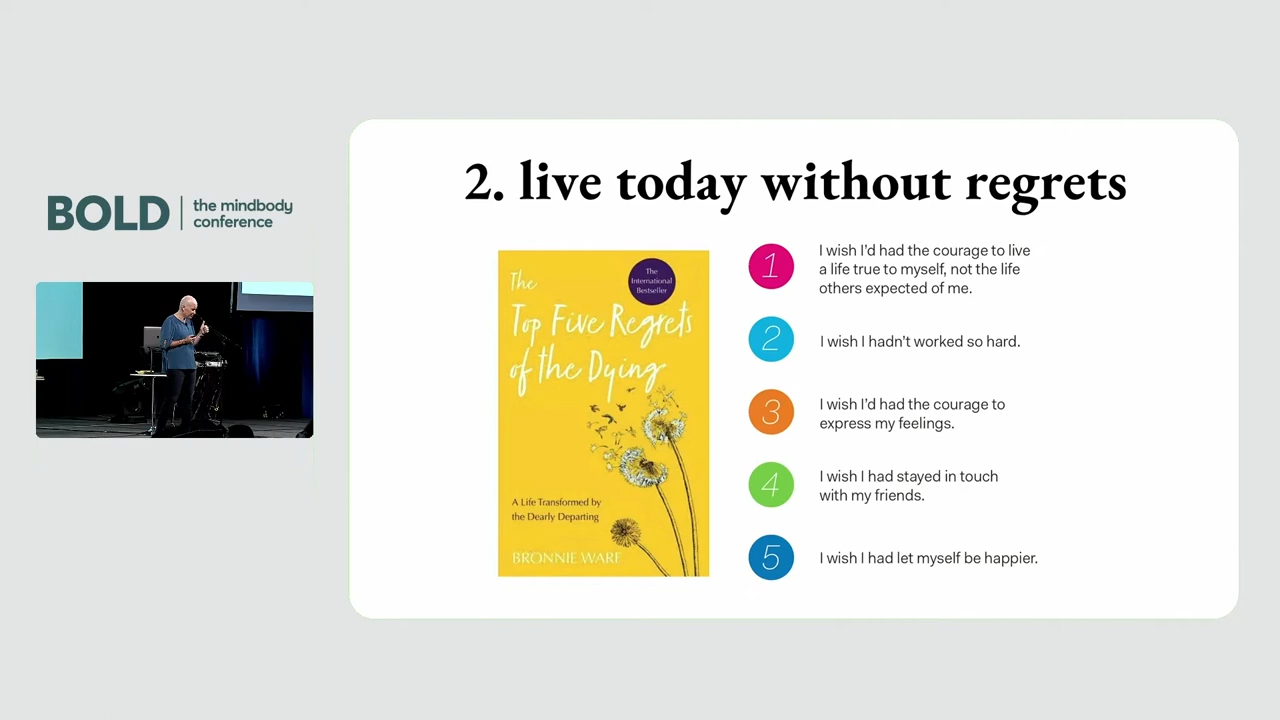 BOLD
the mindbody
conference
2. live today without regrets
The
Top Five Regrets
of the Dying
The
International
Bestseller
A Life Transformed by
the Dearly Departing
BRONNIE WARE
1
I wish I'd had the courage to live
a life true to myself, not the life
others expected of me.
2
I wish I hadn't worked so hard.
3
I wish I'd had the courage to
express my feelings.
4
I wish I had stayed in touch
with my friends.
5
I wish I had let myself be happier.